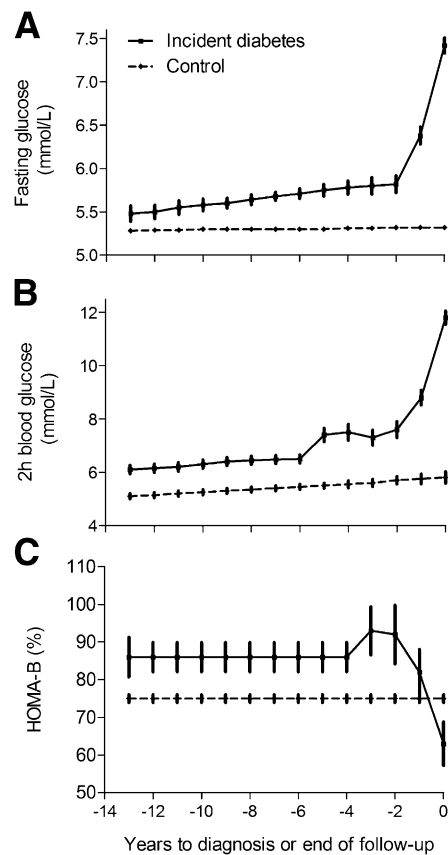 A
Fasting glucose
(mmol/L)
7.5
7.0
6.5
6.0
5.5
5.0
Incident diabetes
Control
B
2h blood glucose
(mmol/L)
12
10
8
6
4
C
HOMA-B (%)
110
100
90
80
70
60
50
-14 -12 -10 -8 -6 -4 -2 0
Years to diagnosis or end of follow-up